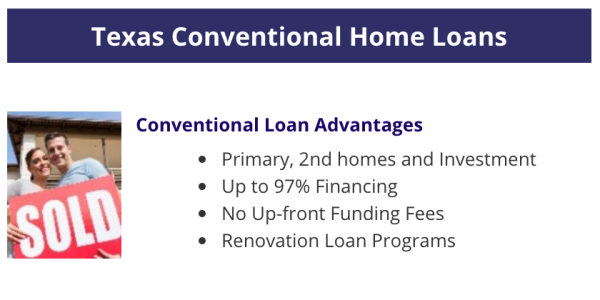 Texas Conventional Home Loans
Conventional Loan Advantages
Primary, 2nd homes and Investment
Up to 97% Financing
No Up-front Funding Fees
Renovation Loan Programs
SOLD